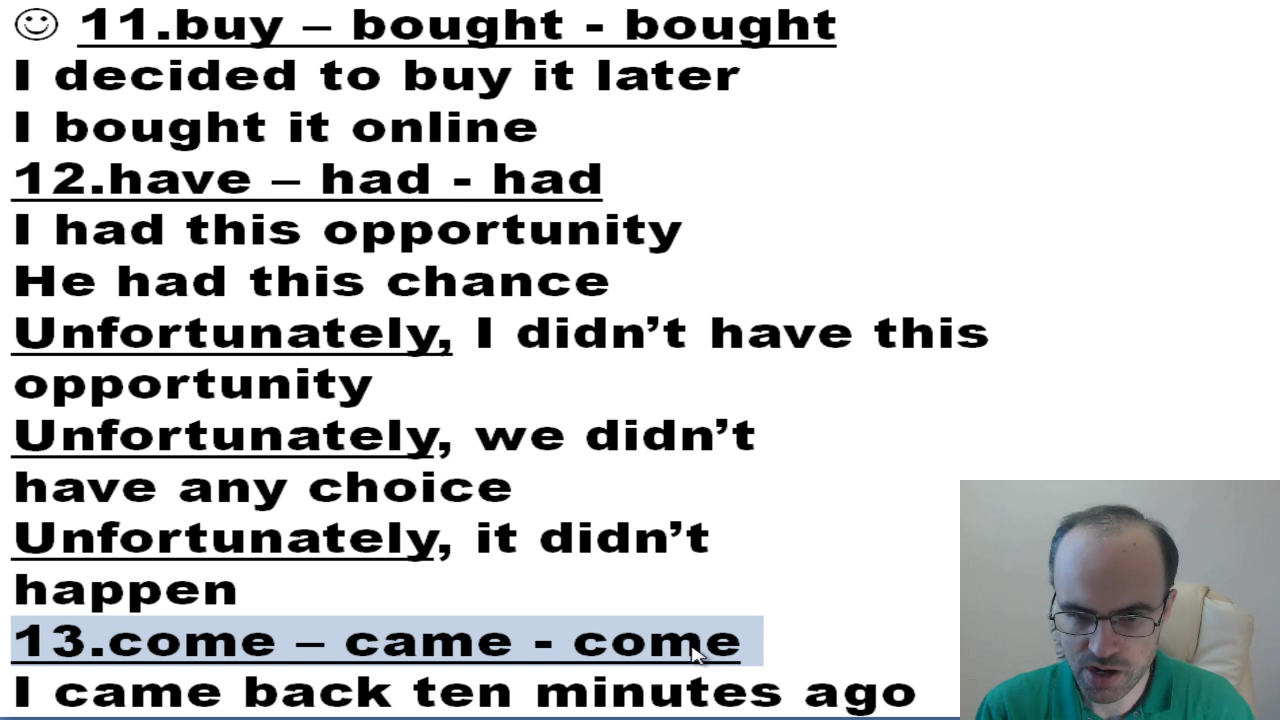 ☺ 11.buy – bought - bought
I decided to buy it later
I bought it online
12.have – had - had
I had this opportunity
He had this chance
Unfortunately, I didn’t have this
opportunity
Unfortunately, we didn’t
have any choice
Unfortunately, it didn’t
happen
13.come – came - come
I came back ten minutes ago